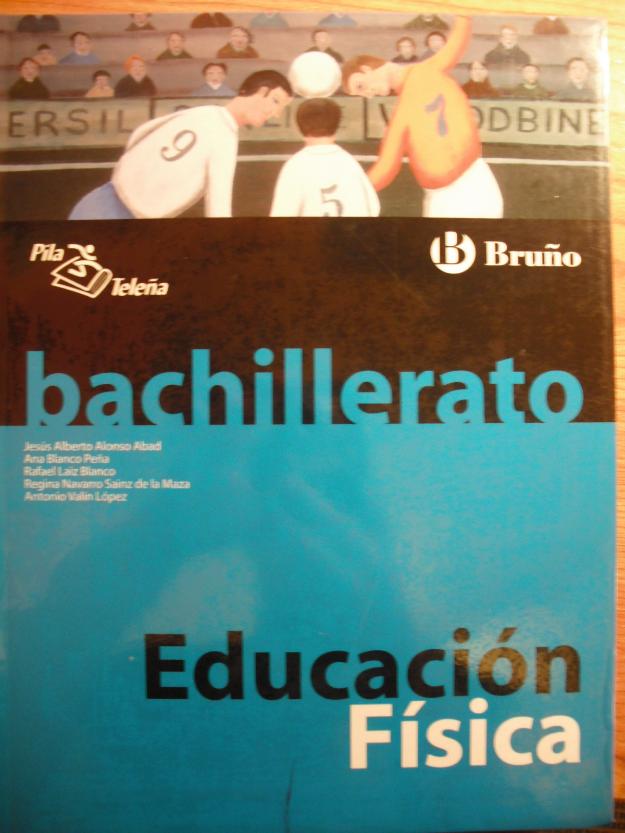 ERSIL
W ODBINE
9
5
7
Pila
Teleña
B Bruño
bachillerato
Jesús Alberto Alonso Abad
Ana Blanco Peña
Rafael Laiz Blanco
Regina Navarro Sainz de la Maza
Antonio Valín López
Educación
Física